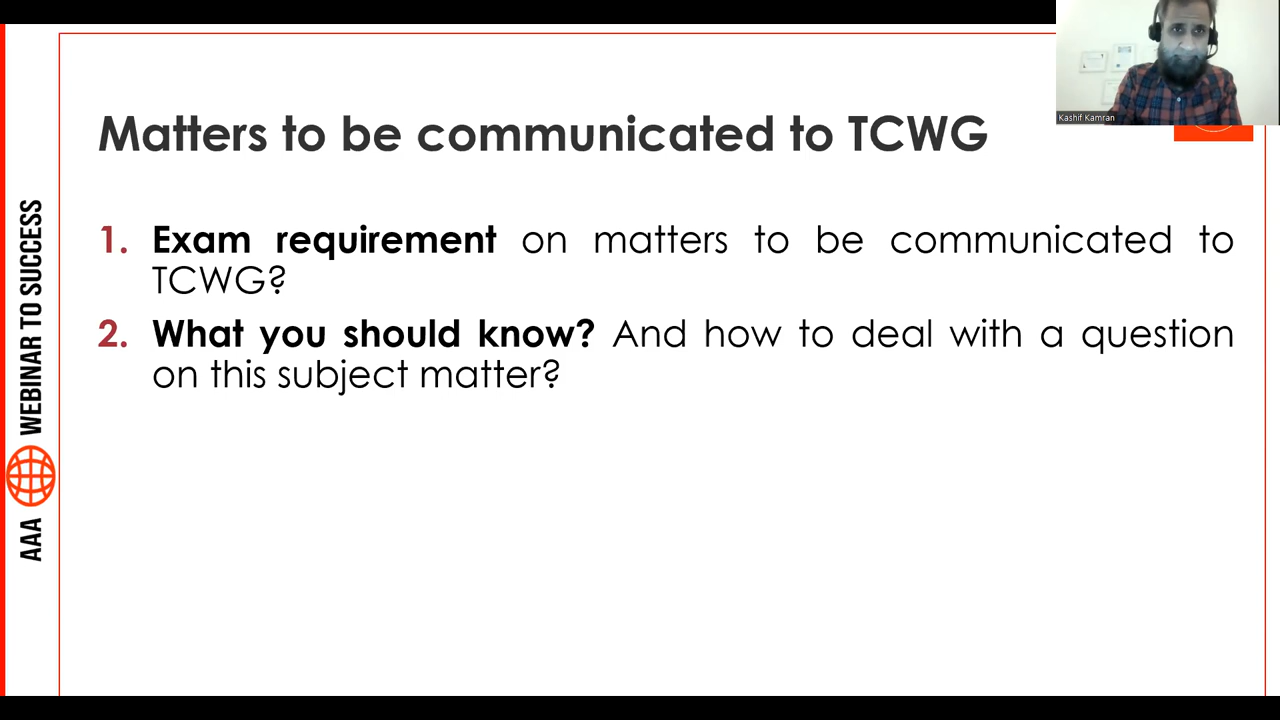 Kashif Kamran
Matters to be communicated to TCWG
1. Exam requirement on matters to be communicated to
TCWG?
2. What you should know? And how to deal with a question
on this subject matter?
AAA WEBINAR TO SUCCESS